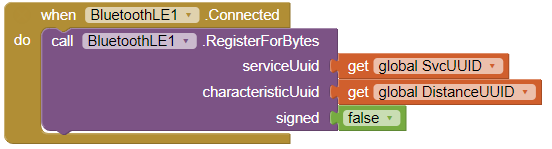 when BluetoothLE1 .Connected
do call BluetoothLE1 .RegisterForBytes
serviceUuid get global SvcUUID
characteristicUuid get global DistanceUUID
signed false